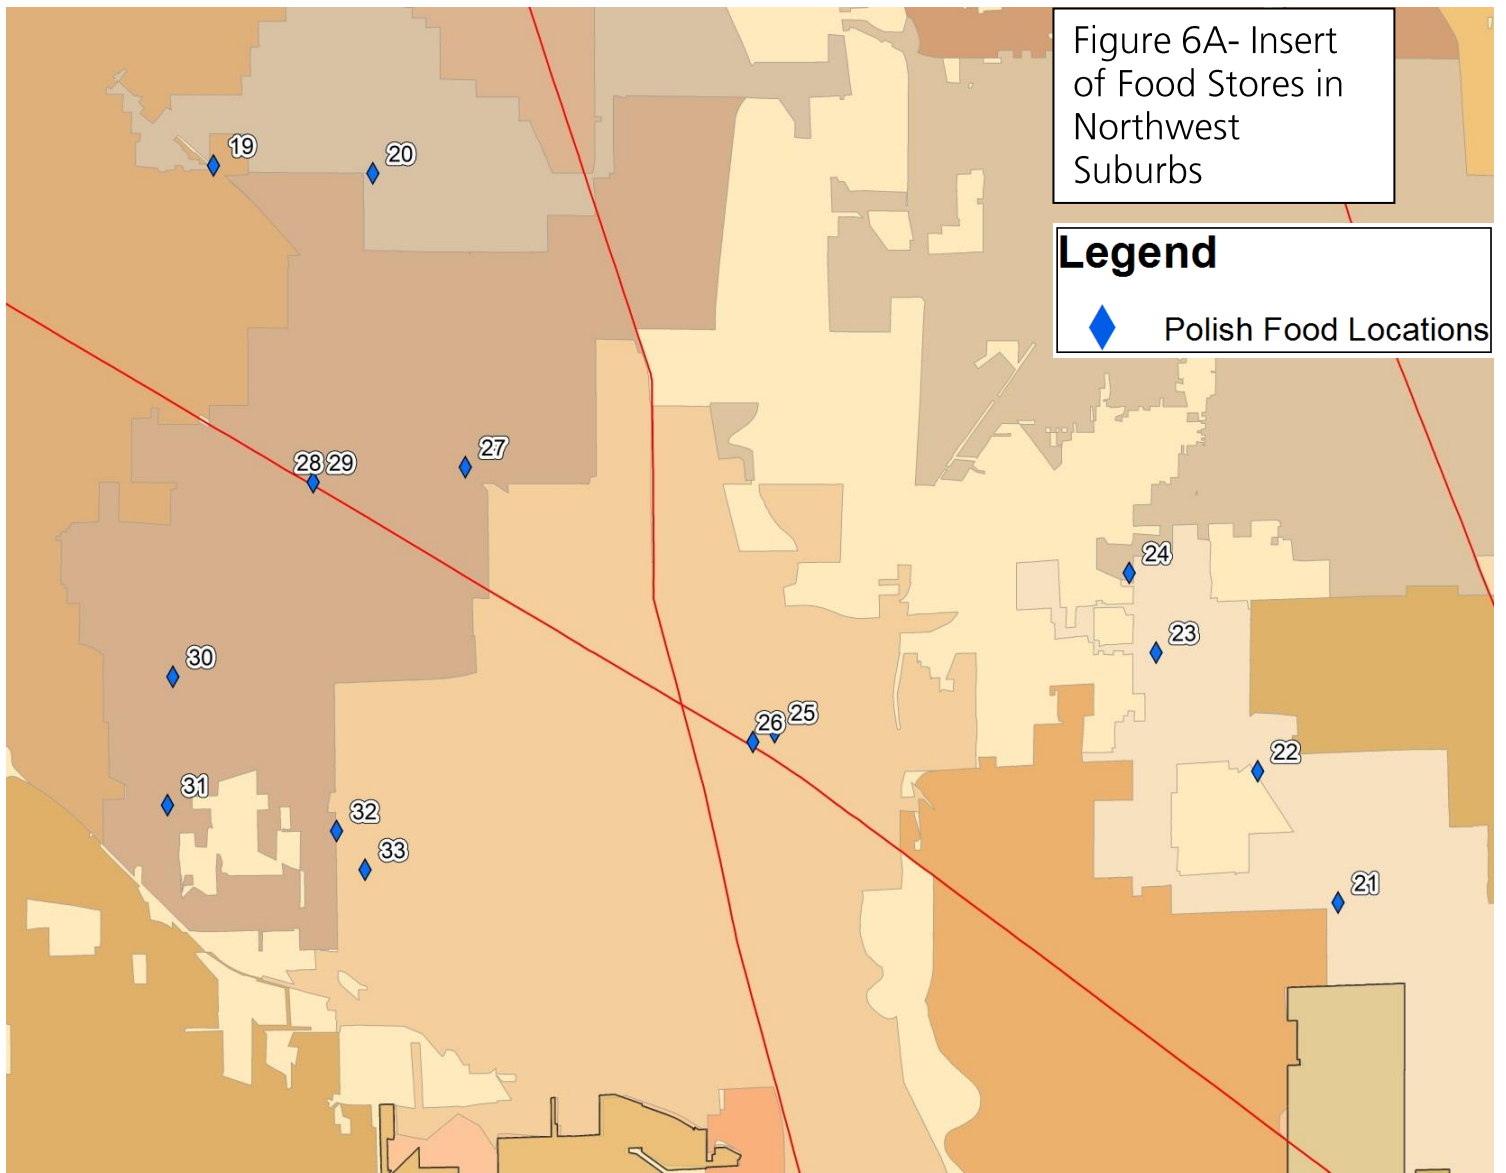 Figure 6A- Insert
of Food Stores in
Northwest
Suburbs
Legend
Polish Food Locations
19
20
27
28 29
24
23
30
25
26
22
31
32
33
21